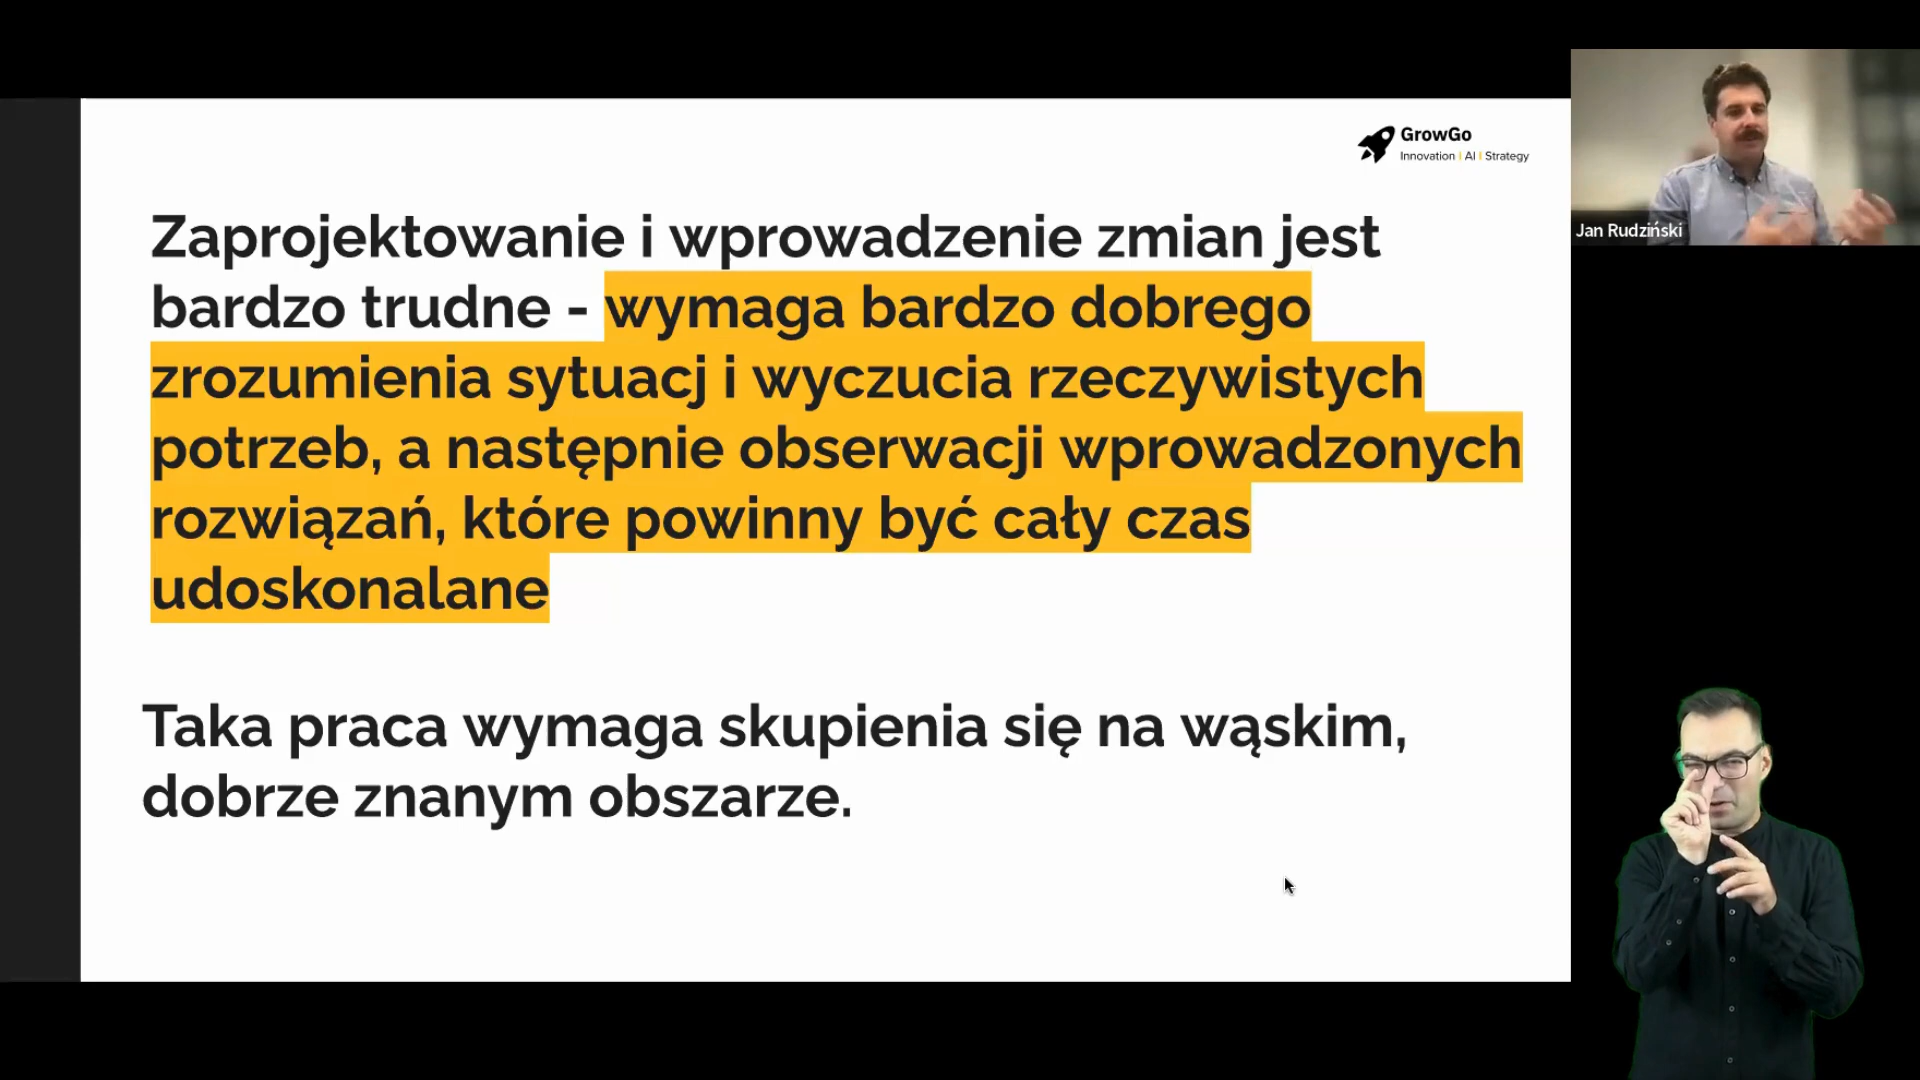 GrowGo
Innovation | AI | Strategy
Jan Rudziński
Zaprojektowanie i wprowadzenie zmian jest
bardzo trudne - wymaga bardzo dobrego
zrozumienia sytuacj i wyczucia rzeczywistych
potrzeb, a następnie obserwacji wprowadzonych
rozwiązań, które powinny być cały czas
udoskonalane
Taka praca wymaga skupienia się na wąskim,
dobrze znanym obszarze.